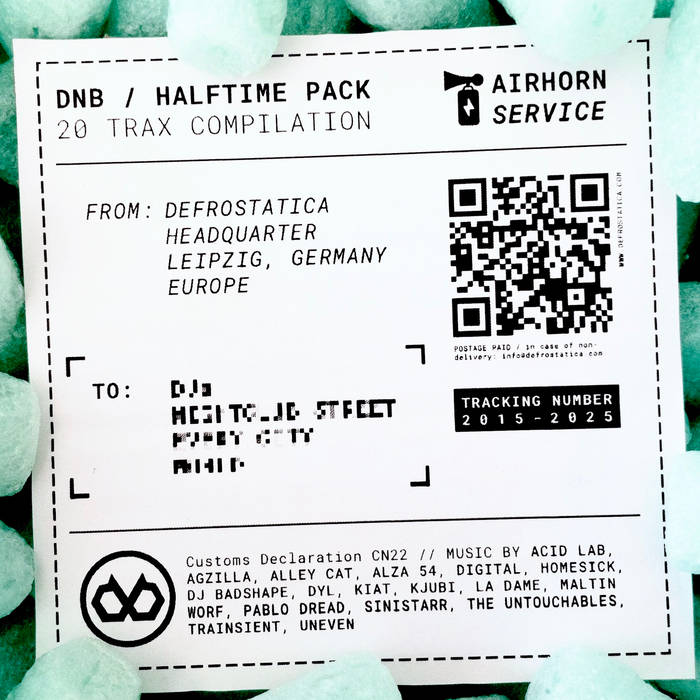 DNB / HALFTIME PACK
20 TRAX COMPILATION
AIRHORN
SERVICE
FROM: DEFROSTATICA
HEADQUARTER
LEIPZIG, GERMANY
EUROPE
WWW.DEFROSTATICA.COM
POSTAGE PAID / in case of non-
delivery: info@defrostatica.com
TO: DJs
STREET
TRACKING NUMBER
2015-2025
Customs Declaration CN22 // MUSIC BY ACID LAB,
AGZILLA, ALLEY CAT, ALZA 54, DIGITAL, HOMESICK,
DJ BADSHAPE, DYL, KIAT, KJUBI, LA DAME, MALTIN
WORF, PABLO DREAD, SINISTARR, THE UNTOUCHABLES,
TRAINSIENT, UNEVEN